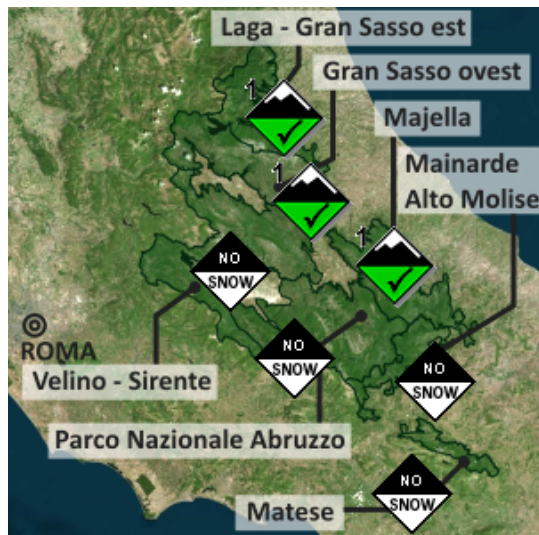 Laga - Gran Sasso est
Gran Sasso ovest
1
Majella
Mainarde
Alto Molise
1
1
NO
SNOW
ROMA
NO
SNOW
Velino - Sirente
NO
SNOW
Parco Nazionale Abruzzo
NO
SNOW
Matese